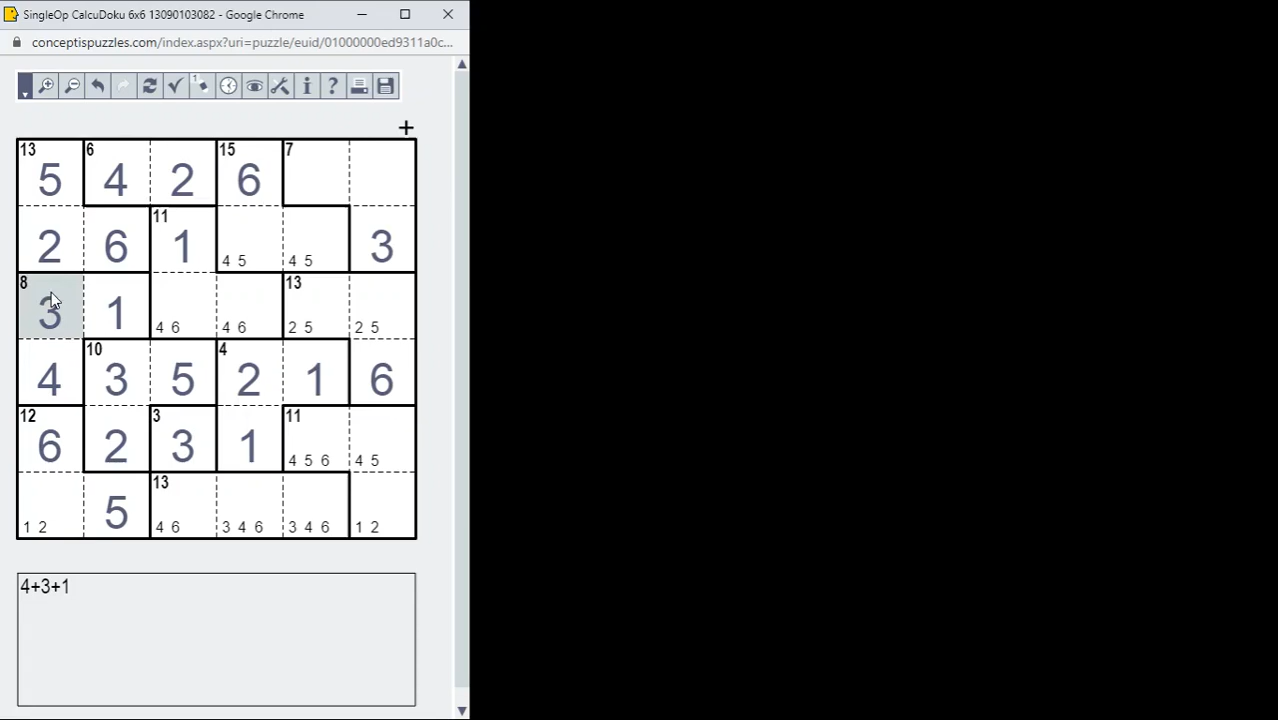 SingleOp CalcuDoku 6x6 13090103082 - Google Chrome
conceptispuzzles.com/index.aspx?uri=puzzle/euid/01000000ed9311a0c...
1 i ?
+
13 6 15 7
5 4 2 6
11
2 6 1 4 5 4 5 3
8 13
3 1 4 6 4 6 2 5 2 5
10 4
4 3 5 2 1 6
12 3 11
6 2 3 1 4 5 6 4 5
13
1 2 5 4 6 3 4 6 3 4 6 1 2
4+3+1